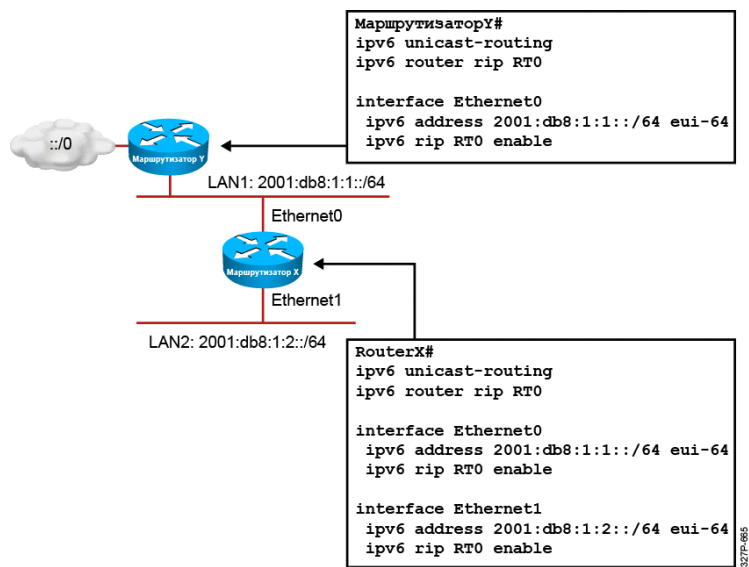 МаршрутизаторY#
ipv6 unicast-routing
ipv6 router rip RT0
interface Ethernet0
ipv6 address 2001:db8:1:1::/64 eui-64
ipv6 rip RT0 enable
::/0
Маршрутизатор Y
LAN1: 2001:db8:1:1::/64
Ethernet0
Маршрутизатор X
Ethernet1
LAN2: 2001:db8:1:2::/64
RouterX#
ipv6 unicast-routing
ipv6 router rip RT0
interface Ethernet0
ipv6 address 2001:db8:1:1::/64 eui-64
ipv6 rip RT0 enable
interface Ethernet1
ipv6 address 2001:db8:1:2::/64 eui-64
ipv6 rip RT0 enable
327P-665